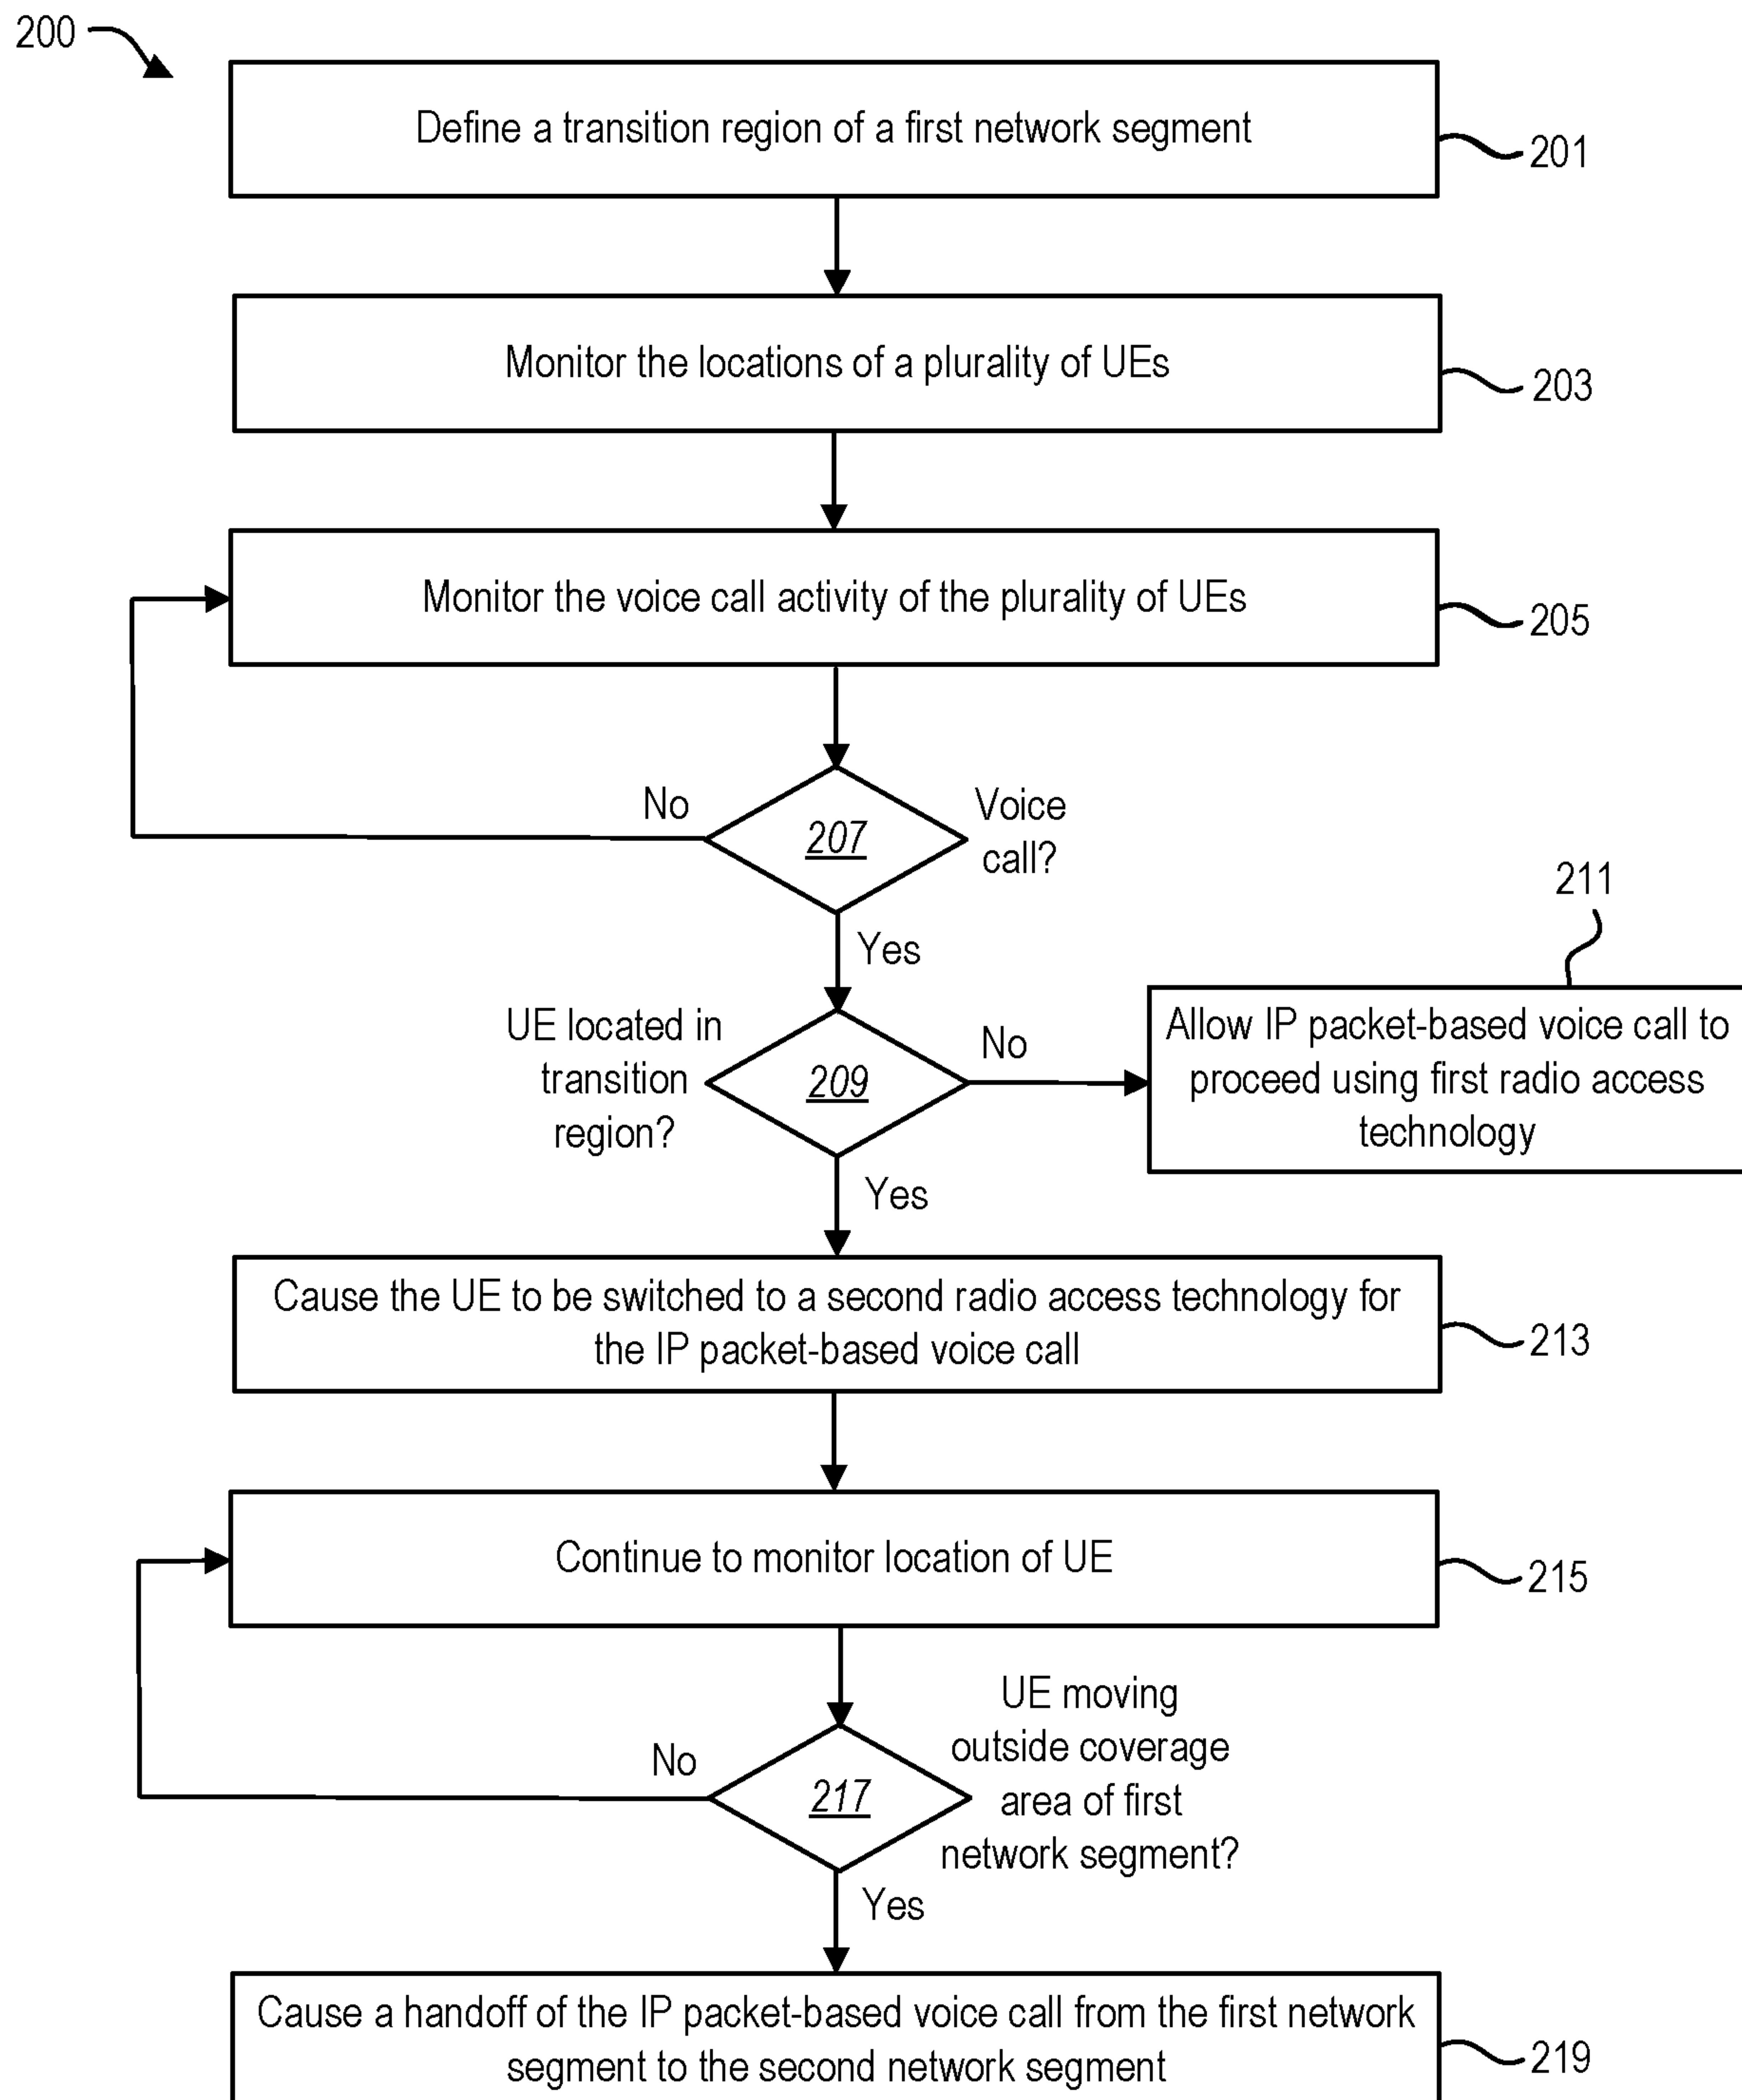 200
Define a transition region of a first network segment
201
Monitor the locations of a plurality of UEs
203
Monitor the voice call activity of the plurality of UEs
205
No
207
Voice
call?
Yes
211
UE located in
transition
region?
209
No
Allow IP packet-based voice call to
proceed using first radio access
technology
Yes
Cause the UE to be switched to a second radio access technology for
the IP packet-based voice call
213
Continue to monitor location of UE
215
No
217
UE moving
outside coverage
area of first
network segment?
Yes
Cause a handoff of the IP packet-based voice call from the first network
segment to the second network segment
219